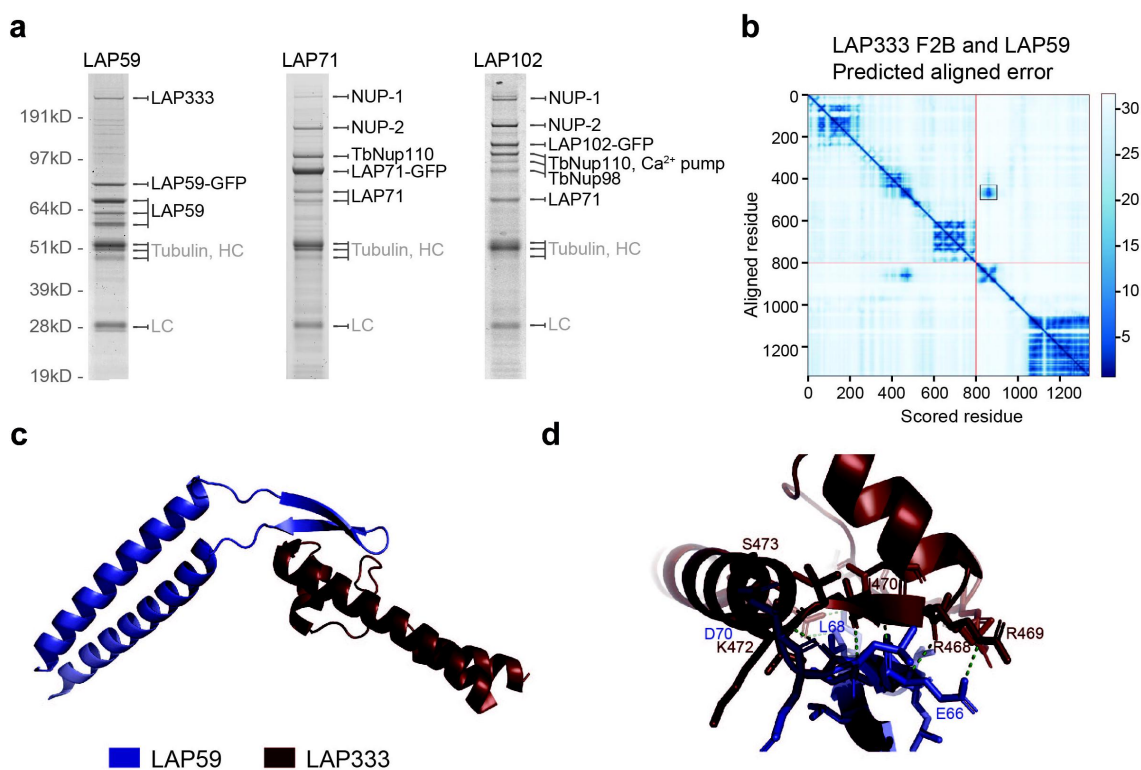 a
LAP59
LAP71
LAP102
191kD -
97kD -
64kD -
51kD -
39kD -
28kD -
19kD -
LAP333
LAP59-GFP
LAP59
Tubulin, HC
LC
NUP-1
NUP-2
TbNup110
LAP71-GFP
LAP71
Tubulin, HC
LC
NUP-1
NUP-2
LAP102-GFP
TbNup110, Ca²⁺ pump
TbNup98
LAP71
Tubulin, HC
LC
b
LAP333 F2B and LAP59
Predicted aligned error
Aligned residue
0
200
400
600
800
1000
1200
0 200 400 600 800 1000 1200
Scored residue
30
25
20
15
10
5
c
LAP59
LAP333
d
S473
I470
D70
L68
K472
R468
R469
E66